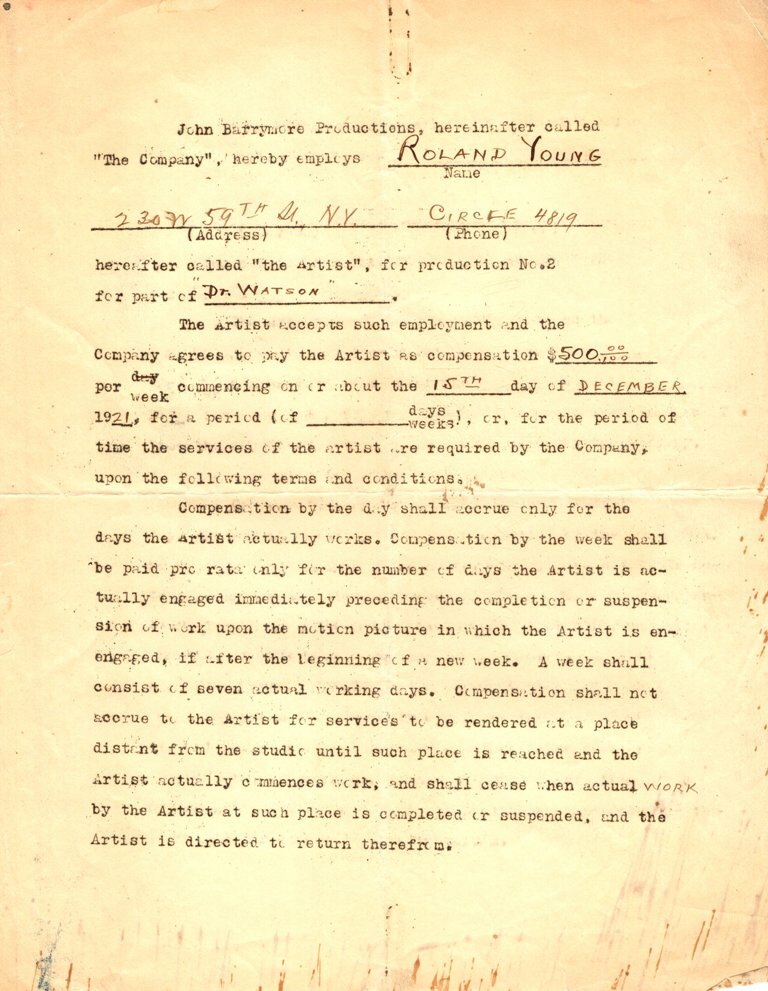 John Barrymore Productions, hereinafter called
"The Company", hereby employs ROLAND YOUNG
Name
230 W 59TH St., N.Y. CIRCLE 4819
(Address) (Phone)
hereafter called "the Artist", for production No.2
for part of "Dr. WATSON".
The Artist accepts such employment and the
Company agrees to pay the Artist as compensation $500.00/100
per day week commencing on or about the 15TH day of DECEMBER,
1921, for a period (of days weeks), or, for the period of
time the services of the Artist are required by the Company,
upon the following terms and conditions.
Compensation by the day shall accrue only for the
days the Artist actually works. Compensation by the week shall
be paid pro rata only for the number of days the Artist is ac-
tually engaged immediately preceding the completion or suspen-
sion of work upon the motion picture in which the Artist is en-
engaged, if after the beginning of a new week. A week shall
consist of seven actual working days. Compensation shall not
accrue to the Artist for services to be rendered at a place
distant from the studio until such place is reached and the
Artist actually commences work, and shall cease when actual WORK
by the Artist at such place is completed or suspended, and the
Artist is directed to return therefrom.